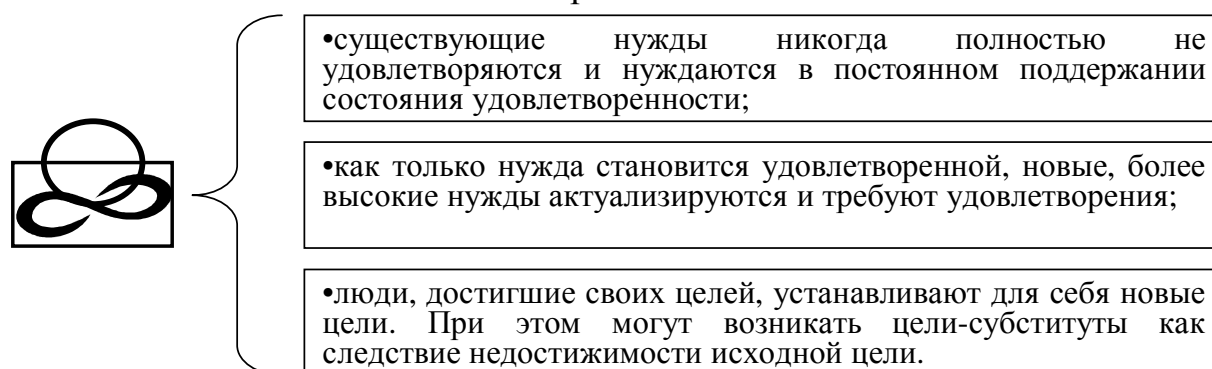 •существующие нужды никогда полностью не
удовлетворяются и нуждаются в постоянном поддержании
состояния удовлетворенности;
•как только нужда становится удовлетворенной, новые, более
высокие нужды актуализируются и требуют удовлетворения;
•люди, достигшие своих целей, устанавливают для себя новые
цели. При этом могут возникать цели-субституты как
следствие недостижимости исходной цели.